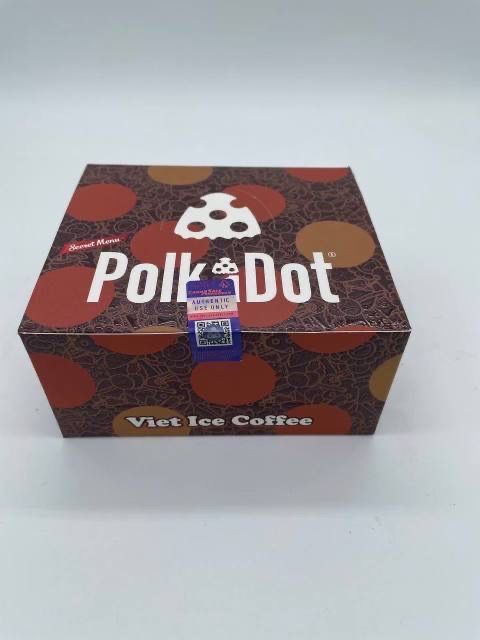 Secret Menu
PolkaDot®
AUTHENTIC
USE ONLY
Viet Ice Coffee